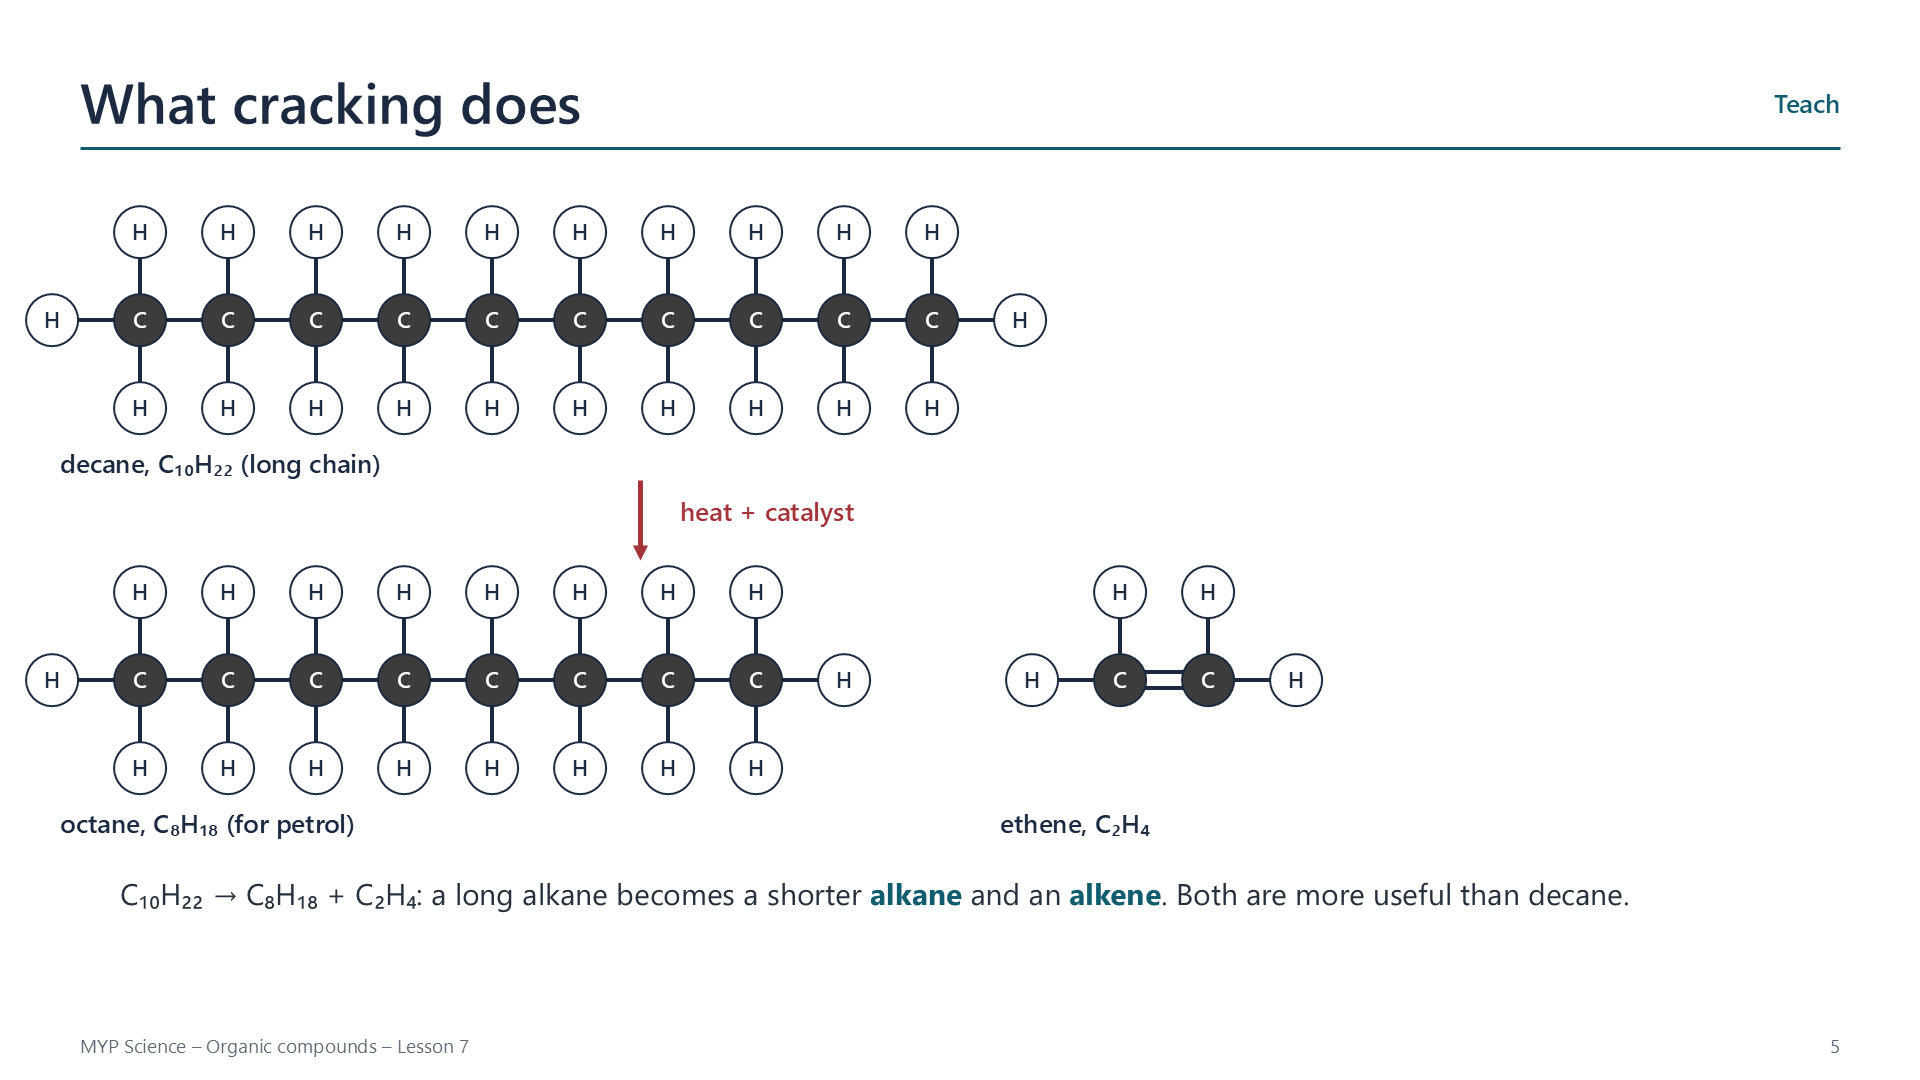 What cracking does
Teach
H H H H H H H H H H
H C C C C C C C C C C H
H H H H H H H H H H
decane, C₁₀H₂₂ (long chain)
heat + catalyst
H H H H H H H H
H C C C C C C C C H
H H H H H H H H
octane, C₈H₁₈ (for petrol)
H H
H C C H
ethene, C₂H₄
C₁₀H₂₂ → C₈H₁₈ + C₂H₄: a long alkane becomes a shorter alkane and an alkene. Both are more useful than decane.
MYP Science – Organic compounds – Lesson 7
5